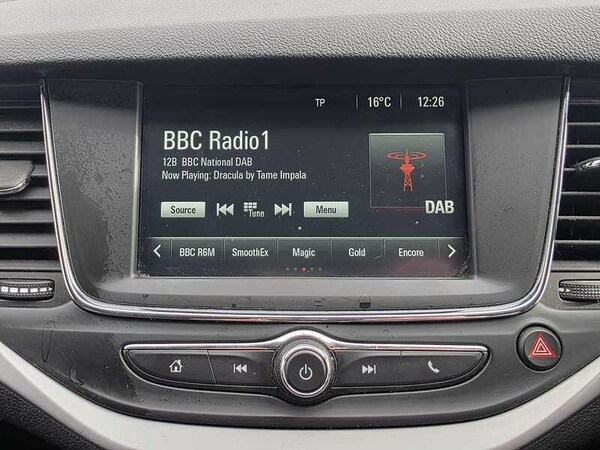 TP 16°C 12:26
BBC Radio1
12B BBC National DAB
Now Playing: Dracula by Tame Impala
Source Tune Menu
DAB
BBC R6M SmoothEx Magic Gold Encore